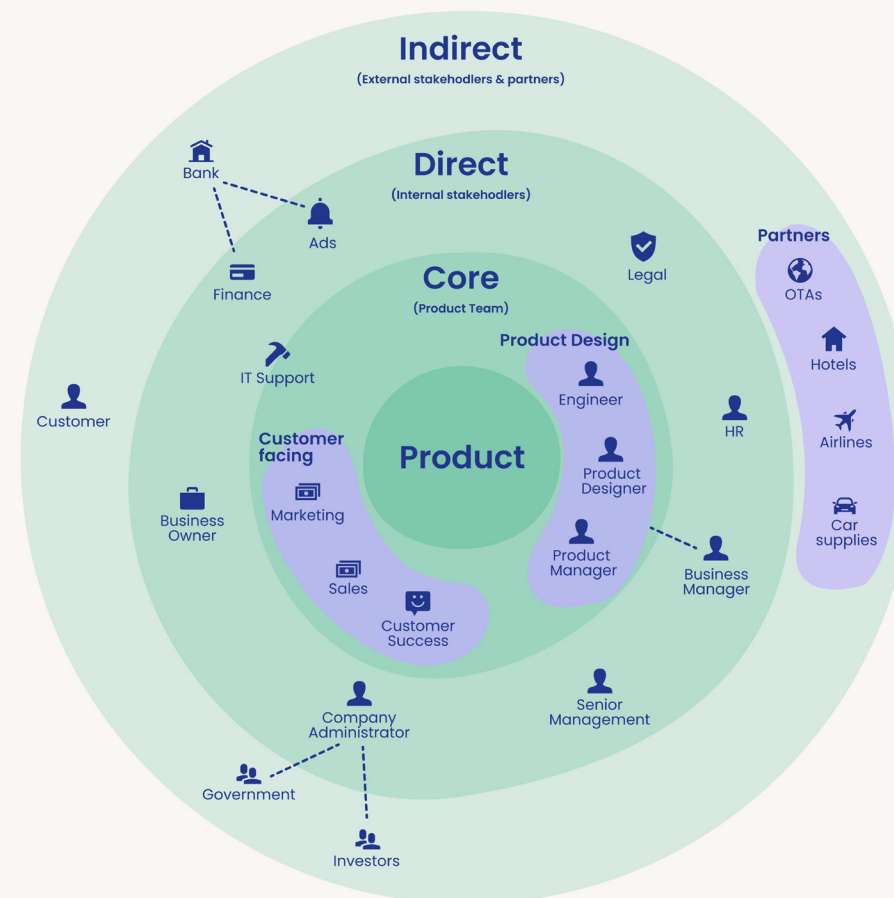 Indirect
(External stakehodlers & partners)
Direct
(Internal stakehodlers)
Bank
Ads
Finance
Legal
Partners
OTAs
Core
(Product Team)
Product Design
Engineer
Hotels
IT Support
Customer
HR
Airlines
Customer
facing
Product
Product
Designer
Marketing
Business
Owner
Car
supplies
Product
Manager
Business
Manager
Sales
Customer
Success
Company
Administrator
Senior
Management
Government
Investors